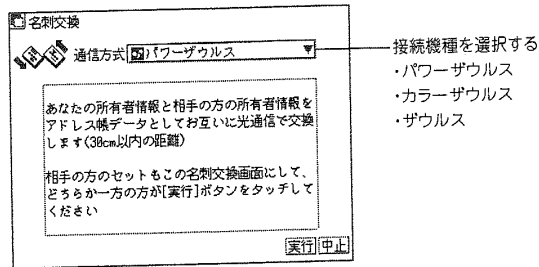 名刺交換
通信方式 パワーザウルス ▼
あなたの所有者情報と相手の方の所有者情報を
アドレス帳データとしてお互いに光通信で交換
します(30cm以内の距離)
相手の方のセットもこの名刺交換画面にして、
どちらか一方の方が[実行]ボタンをタッチして
ください
実行 中止
接続機種を選択する
・パワーザウルス
・カラーザウルス
・ザウルス